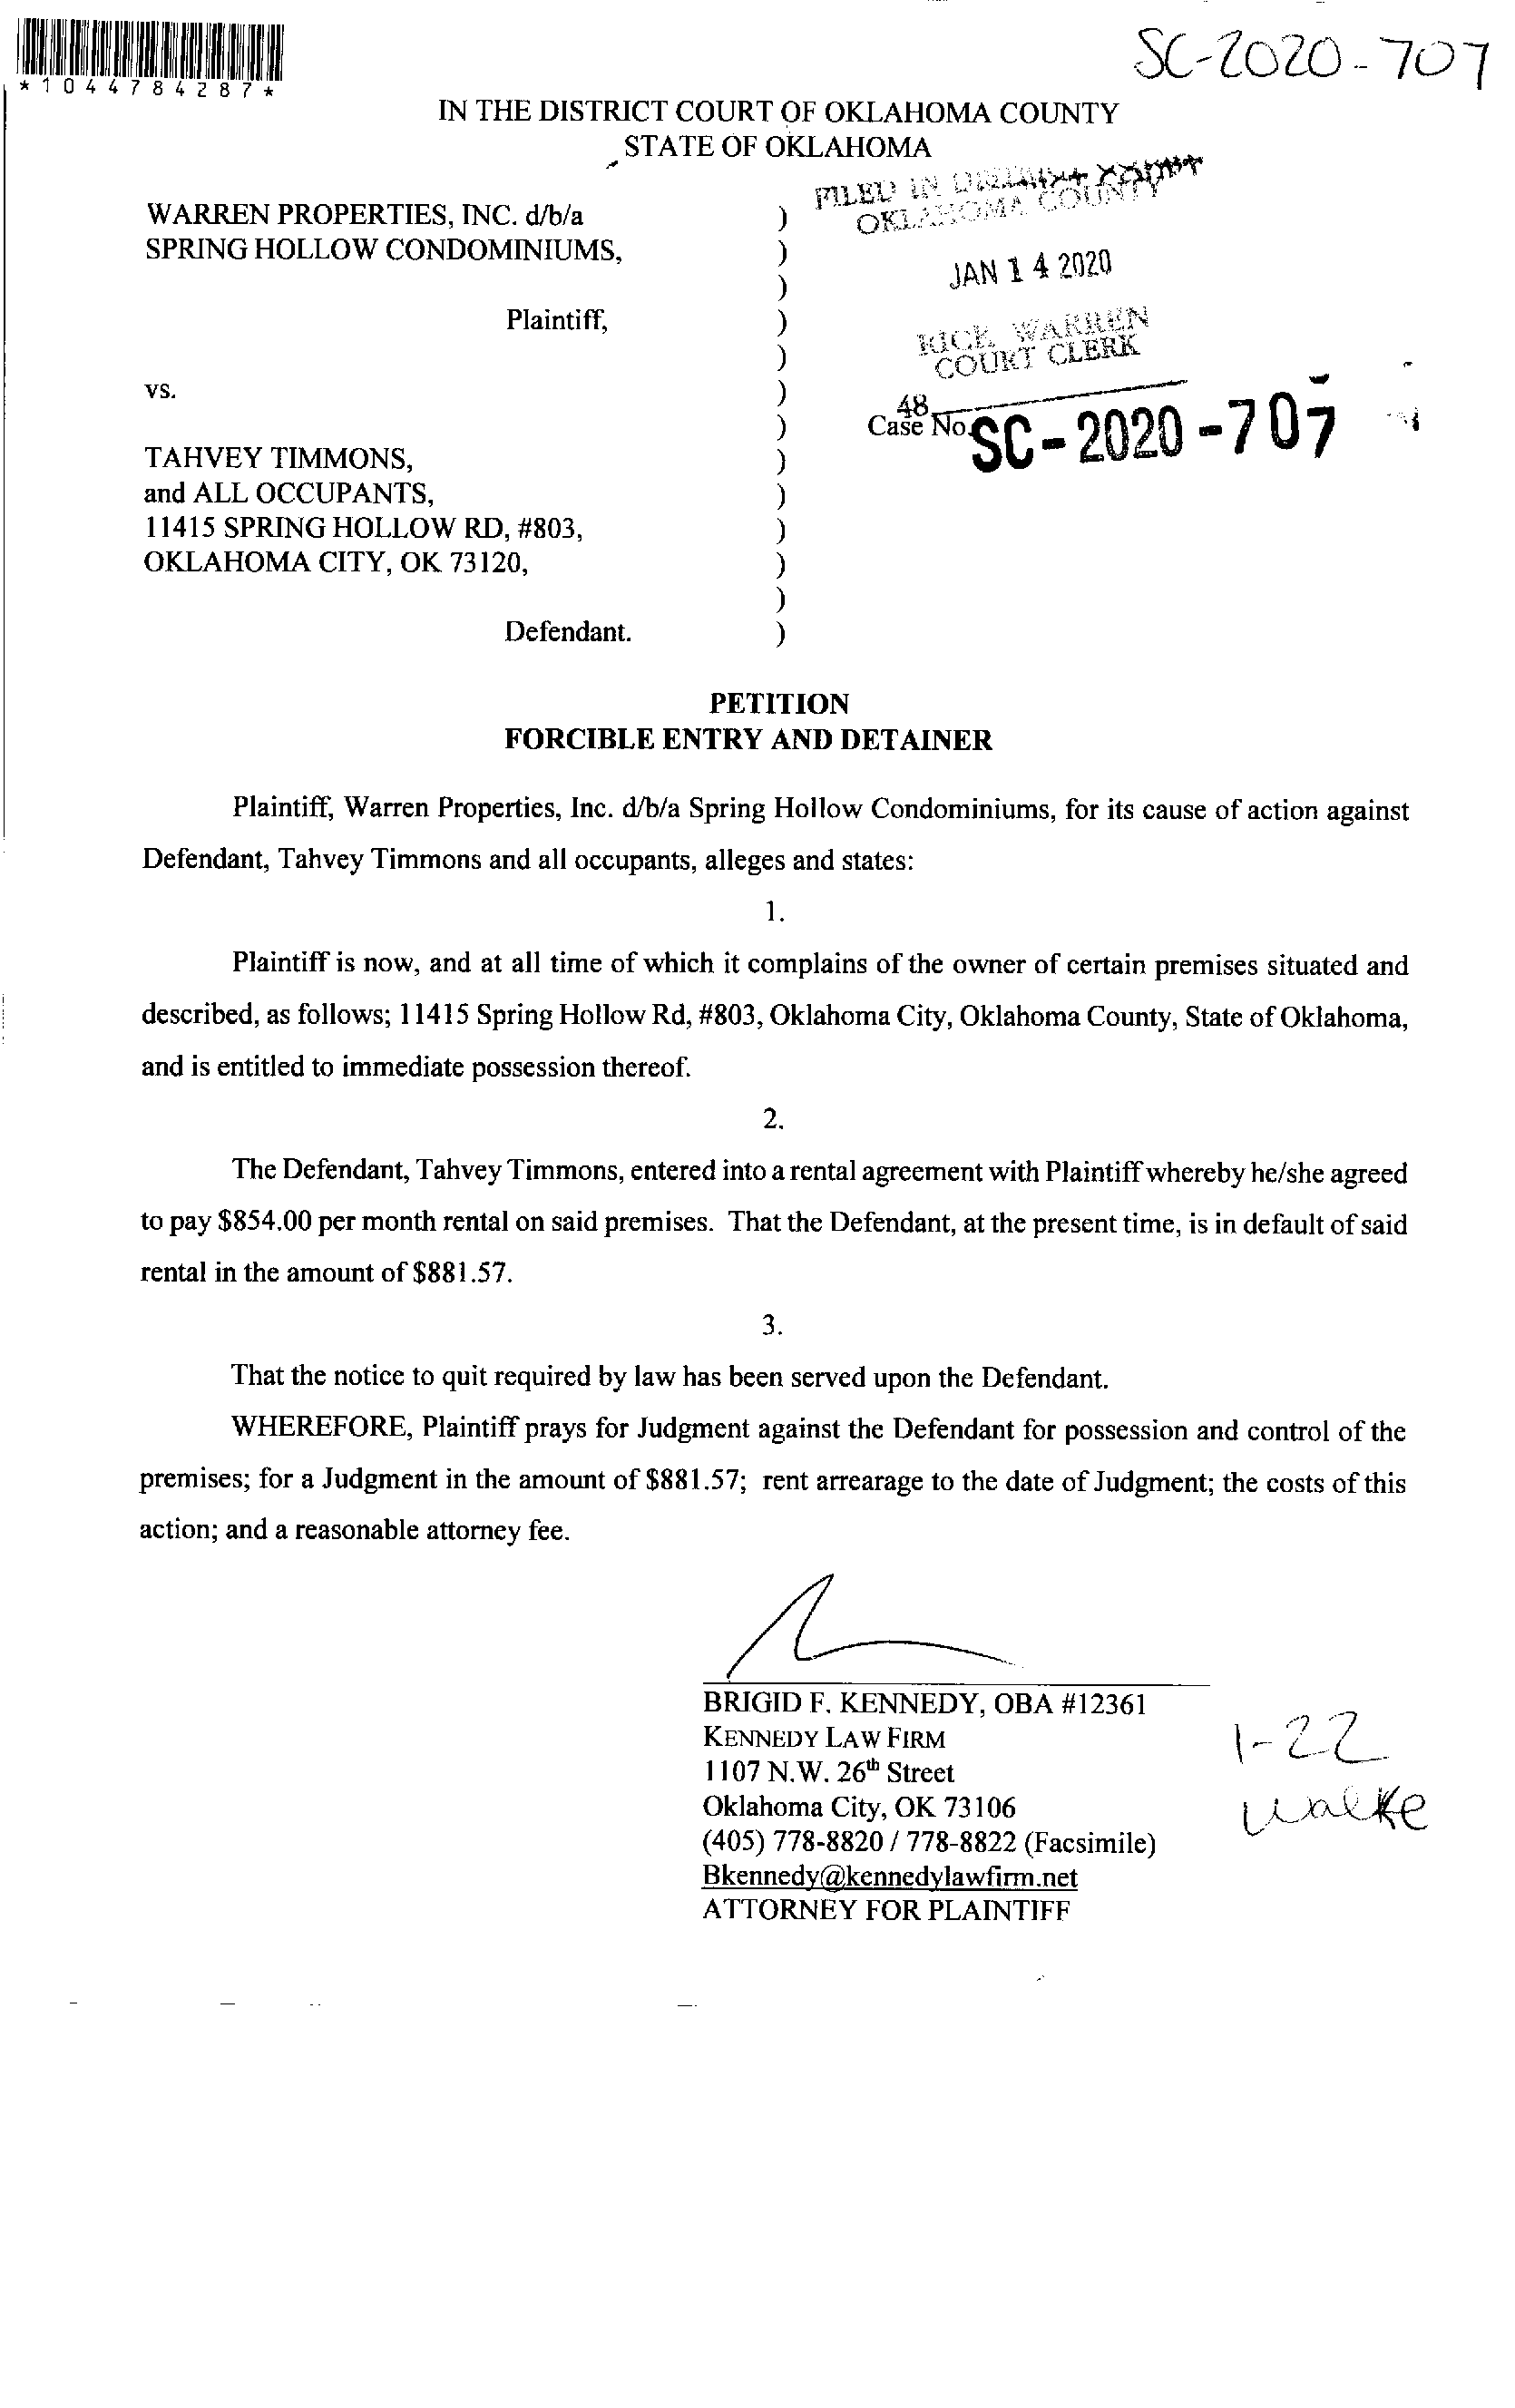 *1044784287*
SC-2020-707
IN THE DISTRICT COURT OF OKLAHOMA COUNTY
STATE OF OKLAHOMA
WARREN PROPERTIES, INC. d/b/a
SPRING HOLLOW CONDOMINIUMS,
Plaintiff,
vs.
TAHVEY TIMMONS,
and ALL OCCUPANTS,
11415 SPRING HOLLOW RD, #803,
OKLAHOMA CITY, OK 73120,
Defendant.
)
)
)
)
)
)
)
)
)
)
)
)
)
FILED IN DISTRICT COURT
OKLAHOMA COUNTY
JAN 14 2020
RICK WARREN
COURT CLERK
48
Case No. SC-2020-707
PETITION
FORCIBLE ENTRY AND DETAINER
Plaintiff, Warren Properties, Inc. d/b/a Spring Hollow Condominiums, for its cause of action against
Defendant, Tahvey Timmons and all occupants, alleges and states:
1.
Plaintiff is now, and at all time of which it complains of the owner of certain premises situated and
described, as follows; 11415 Spring Hollow Rd, #803, Oklahoma City, Oklahoma County, State of Oklahoma,
and is entitled to immediate possession thereof.
2.
The Defendant, Tahvey Timmons, entered into a rental agreement with Plaintiff whereby he/she agreed
to pay $854.00 per month rental on said premises. That the Defendant, at the present time, is in default of said
rental in the amount of $881.57.
3.
That the notice to quit required by law has been served upon the Defendant.
WHEREFORE, Plaintiff prays for Judgment against the Defendant for possession and control of the
premises; for a Judgment in the amount of $881.57; rent arrearage to the date of Judgment; the costs of this
action; and a reasonable attorney fee.
BRIGID F. KENNEDY, OBA #12361
KENNEDY LAW FIRM
1107 N.W. 26th Street
Oklahoma City, OK 73106
(405) 778-8820 / 778-8822 (Facsimile)
Bkennedy@kennedylawfirm.net
ATTORNEY FOR PLAINTIFF
1-22
walke